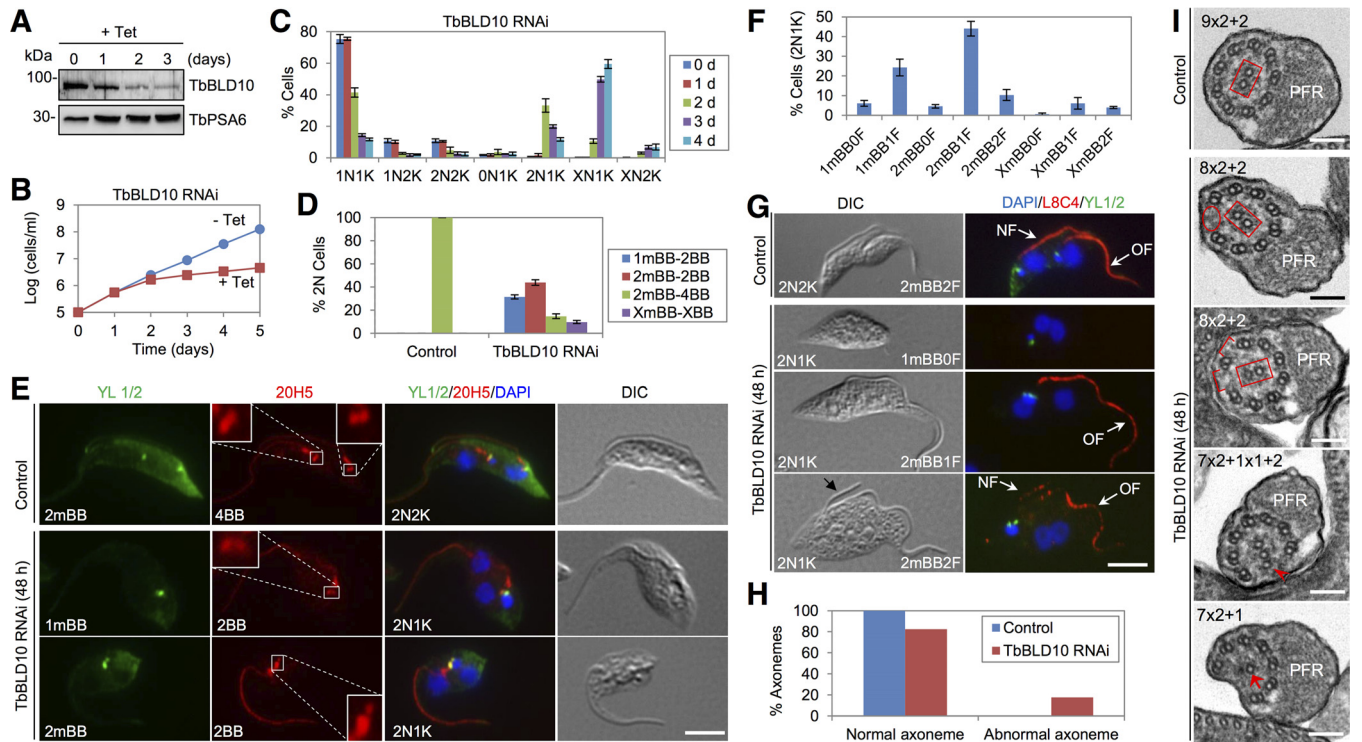 A
+ Tet
kDa 0 1 2 3 (days)
100- TbBLD10
30- TbPSA6
B
TbBLD10 RNAi
Log (cells/ml)
9
8
7
6
5
- Tet
+ Tet
0 1 2 3 4 5
Time (days)
C
TbBLD10 RNAi
% Cells
80
60
40
20
0
1N1K 1N2K 2N2K 0N1K 2N1K XN1K XN2K
0 d
1 d
2 d
3 d
4 d
D
% 2N Cells
100
80
60
40
20
0
Control TbBLD10 RNAi
1mBB-2BB
2mBB-2BB
2mBB-4BB
XmBB-XBB
E
YL 1/2 20H5 YL1/2/20H5/DAPI DIC
Control
2mBB 4BB 2N2K
TbBLD10 RNAi (48 h)
1mBB 2BB 2N1K
2mBB 2BB 2N1K
F
% Cells (2N1K)
50
40
30
20
10
0
1mBB0F 1mBB1F 2mBB0F 2mBB1F 2mBB2F XmBB0F XmBB1F XmBB2F
G
DIC DAPI/L8C4/YL1/2
Control
2N2K 2mBB2F
NF OF
TbBLD10 RNAi (48 h)
2N1K 1mBB0F
2N1K 2mBB1F
OF
2N1K 2mBB2F
NF OF
H
% Axonemes
100
80
60
40
20
0
Normal axoneme Abnormal axoneme
Control
TbBLD10 RNAi
I
Control
9x2+2
PFR
TbBLD10 RNAi (48 h)
8x2+2
PFR
8x2+2
PFR
7x2+1x1+2
PFR
7x2+1
PFR